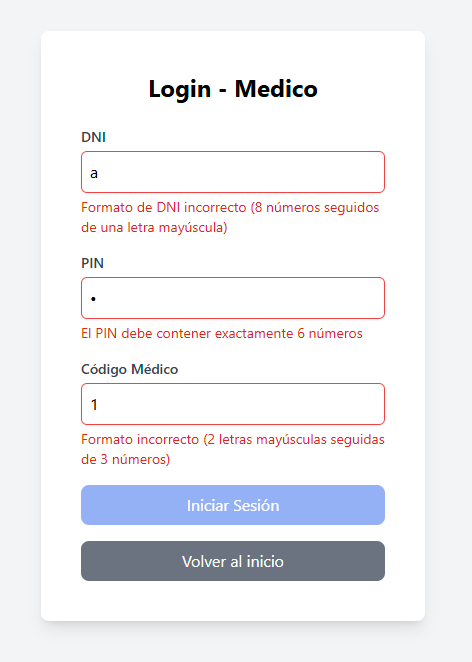 Login - Medico
DNI
a
Formato de DNI incorrecto (8 números seguidos
de una letra mayúscula)
PIN
•
El PIN debe contener exactamente 6 números
Código Médico
1
Formato incorrecto (2 letras mayúsculas seguidas
de 3 números)
Iniciar Sesión
Volver al inicio